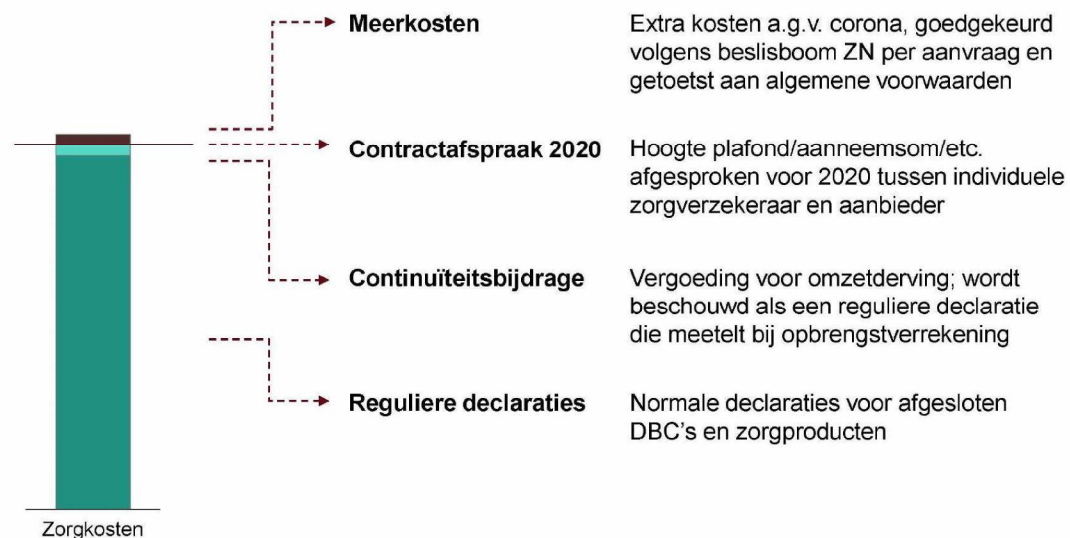 Meerkosten
Extra kosten a.g.v. corona, goedgekeurd
volgens beslisboom ZN per aanvraag en
getoetst aan algemene voorwaarden
Contractafspraak 2020
Hoogte plafond/aanneemsom/etc.
afgesproken voor 2020 tussen individuele
zorgverzekeraar en aanbieder
Continuïteitsbijdrage
Vergoeding voor omzetderving; wordt
beschouwd als een reguliere declaratie
die meetelt bij opbrengstverrekening
Reguliere declaraties
Normale declaraties voor afgesloten
DBC's en zorgproducten
Zorgkosten